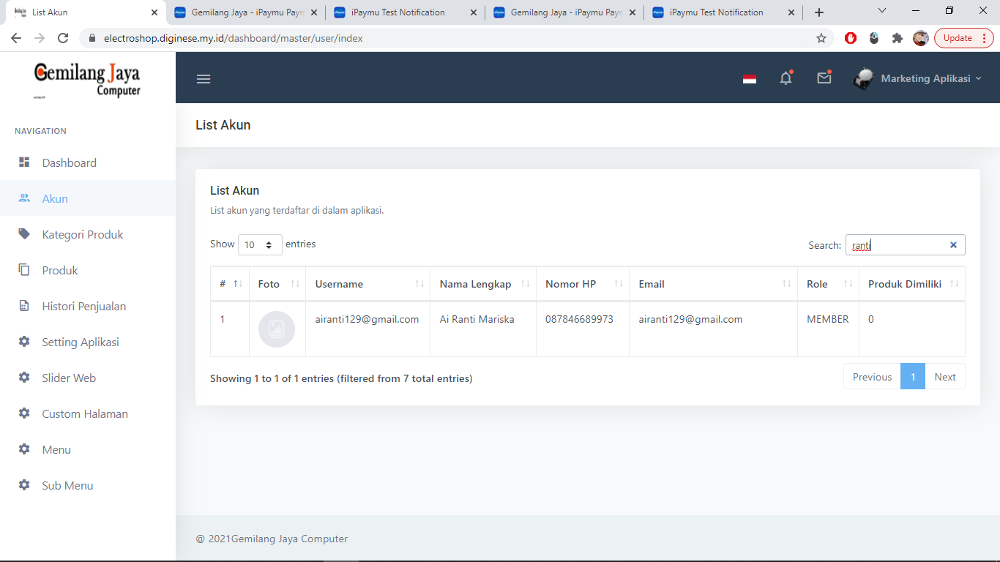 List Akun
Gemilang Jaya - iPaymu Payn
iPaymu Test Notification
Gemilang Jaya - iPaymu Payn
iPaymu Test Notification
electroshop.diginese.my.id/dashboard/master/user/index
Update
Gemilang Jaya
Computer
Marketing Aplikasi
NAVIGATION
Dashboard
Akun
Kategori Produk
Produk
Histori Penjualan
Setting Aplikasi
Slider Web
Custom Halaman
Menu
Sub Menu
List Akun
List Akun
List akun yang terdaftar di dalam aplikasi.
Show 10 entries Search: ranti
# Foto Username Nama Lengkap Nomor HP Email Role Produk Dimiliki
1 airanti129@gmail.com Ai Ranti Mariska 087846689973 airanti129@gmail.com MEMBER 0
Showing 1 to 1 of 1 entries (filtered from 7 total entries) Previous 1 Next
@ 2021Gemilang Jaya Computer